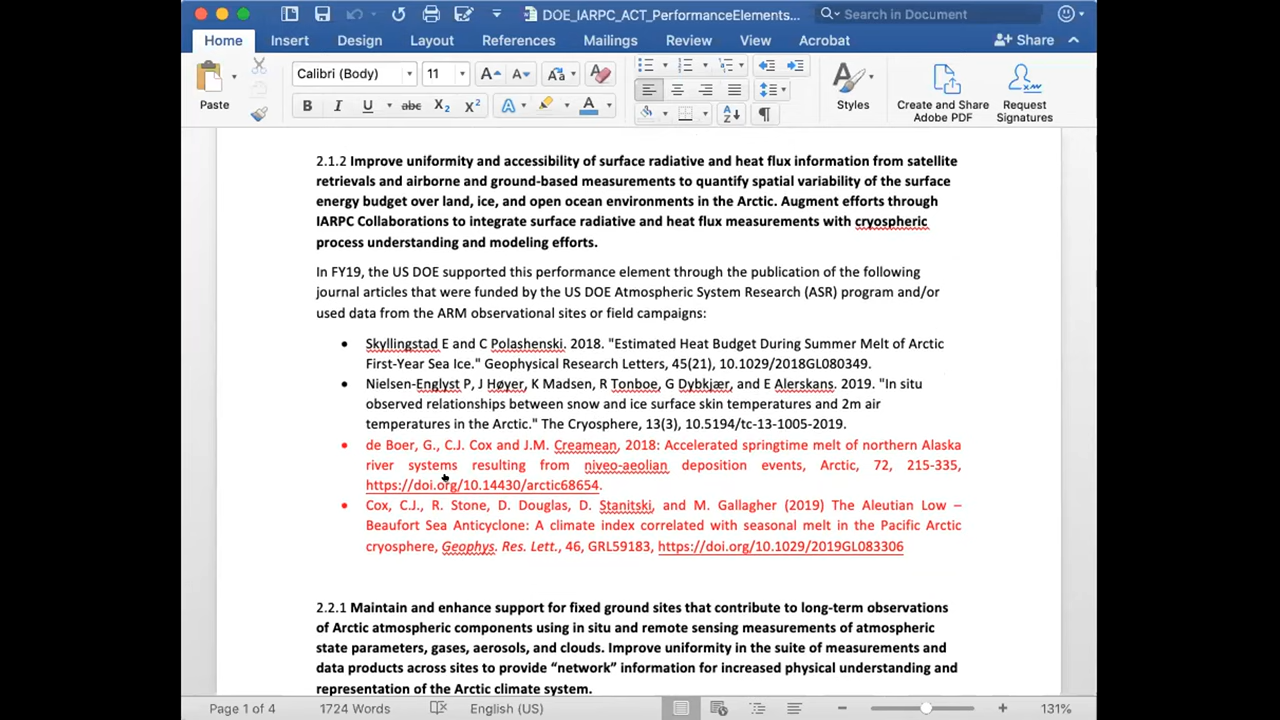 DOE_IARPC_ACT_PerformanceElements...
Search in Document
Home Insert Design Layout References Mailings Review View Acrobat Share
Paste
Calibri (Body) 11
Styles
Create and Share
Adobe PDF
Request
Signatures
2.1.2 Improve uniformity and accessibility of surface radiative and heat flux information from satellite
retrievals and airborne and ground-based measurements to quantify spatial variability of the surface
energy budget over land, ice, and open ocean environments in the Arctic. Augment efforts through
IARPC Collaborations to integrate surface radiative and heat flux measurements with cryospheric
process understanding and modeling efforts.
In FY19, the US DOE supported this performance element through the publication of the following
journal articles that were funded by the US DOE Atmospheric System Research (ASR) program and/or
used data from the ARM observational sites or field campaigns:
• Skyllingstad E and C Polashenski. 2018. "Estimated Heat Budget During Summer Melt of Arctic
First-Year Sea Ice." Geophysical Research Letters, 45(21), 10.1029/2018GL080349.
• Nielsen-Englyst P, J Høyer, K Madsen, R Tonboe, G Dybkjær, and E Alerskans. 2019. "In situ
observed relationships between snow and ice surface skin temperatures and 2m air
temperatures in the Arctic." The Cryosphere, 13(3), 10.5194/tc-13-1005-2019.
• de Boer, G., C.J. Cox and J.M. Creamean, 2018: Accelerated springtime melt of northern Alaska
river systems resulting from niveo-aeolian deposition events, Arctic, 72, 215-335,
https://doi.org/10.14430/arctic68654.
• Cox, C.J., R. Stone, D. Douglas, D. Stanitski, and M. Gallagher (2019) The Aleutian Low –
Beaufort Sea Anticyclone: A climate index correlated with seasonal melt in the Pacific Arctic
cryosphere, Geophys. Res. Lett., 46, GRL59183, https://doi.org/10.1029/2019GL083306
2.2.1 Maintain and enhance support for fixed ground sites that contribute to long-term observations
of Arctic atmospheric components using in situ and remote sensing measurements of atmospheric
state parameters, gases, aerosols, and clouds. Improve uniformity in the suite of measurements and
data products across sites to provide “network” information for increased physical understanding and
representation of the Arctic climate system.
Page 1 of 4 1724 Words English (US) 131%